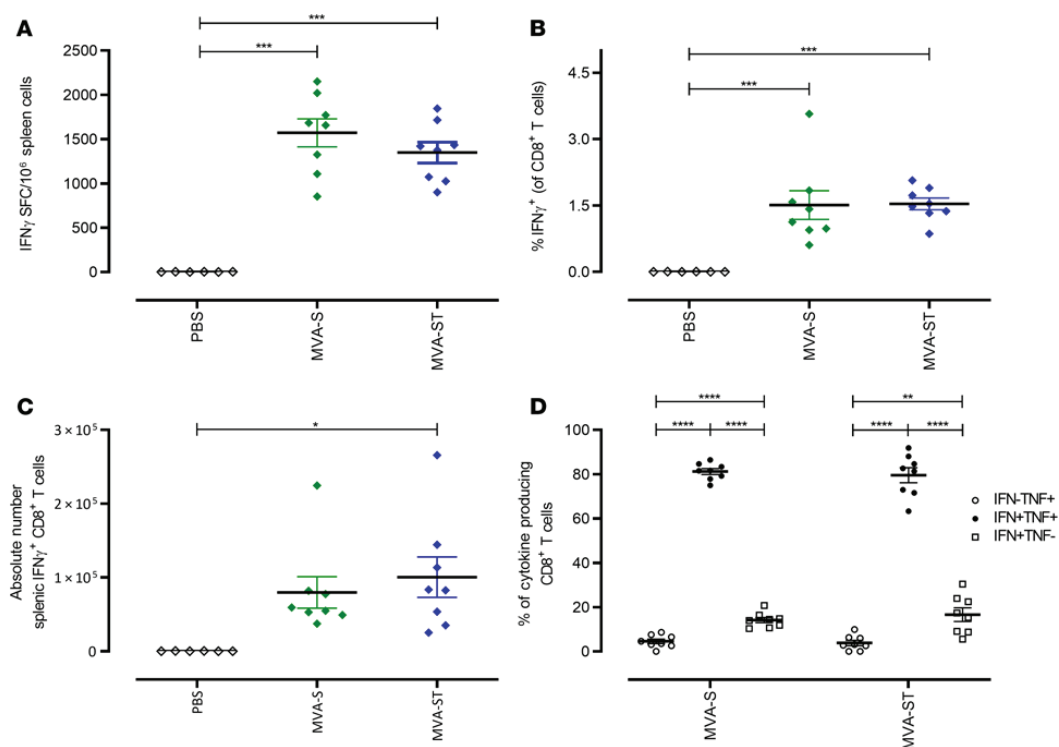 A
***
***
2500
2000
1500
1000
500
0
IFNγ SFC/10⁶ spleen cells
PBS
MVA-S
MVA-ST
B
***
***
4.5
3.0
1.5
0.0
% IFNγ⁺ (of CD8⁺ T cells)
PBS
MVA-S
MVA-ST
C
*
3 × 10⁵
2 × 10⁵
1 × 10⁵
0
Absolute number
splenic IFNγ⁺ CD8⁺ T cells
PBS
MVA-S
MVA-ST
D
**** **
**** **** **** ****
100
80
60
40
20
0
% of cytokine producing
CD8⁺ T cells
MVA-S
MVA-ST
IFN-TNF+
IFN+TNF+
IFN+TNF-